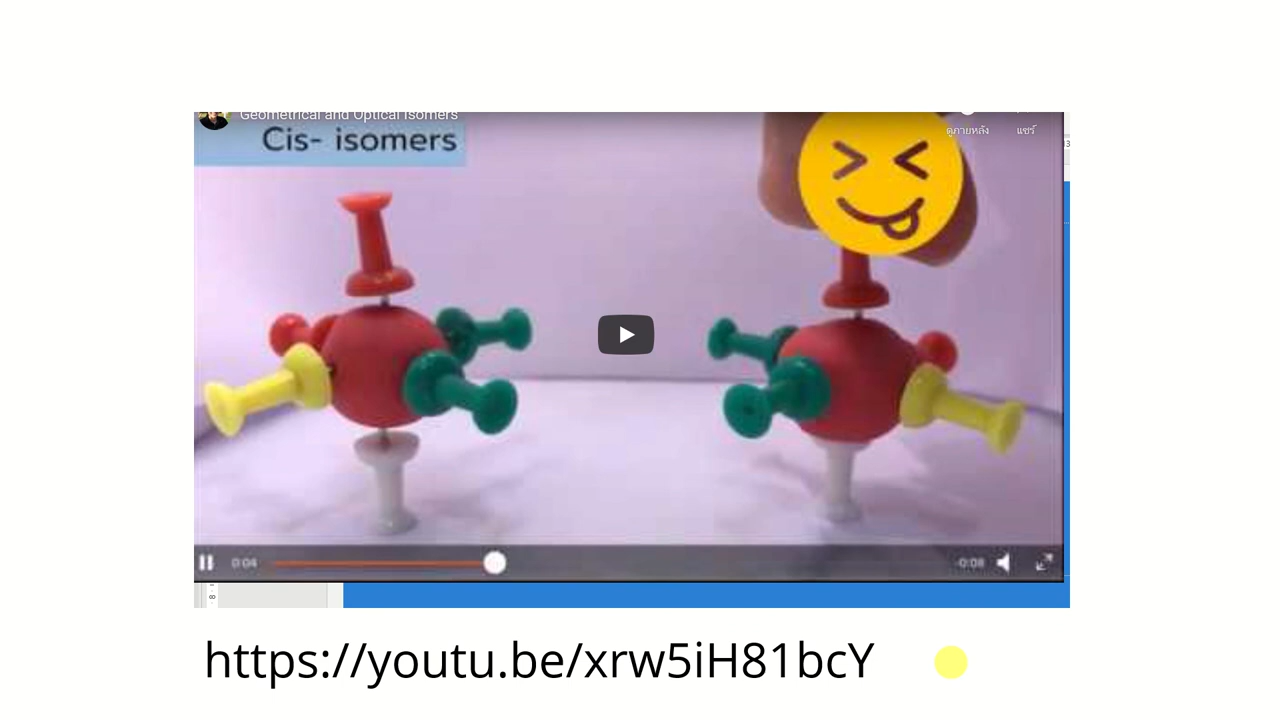 Geometrical and Optical Isomers
ดูภายหลัง
แชร์
Cis- isomers
0:04
-0:08
8
https://youtu.be/xrw5iH81bcY